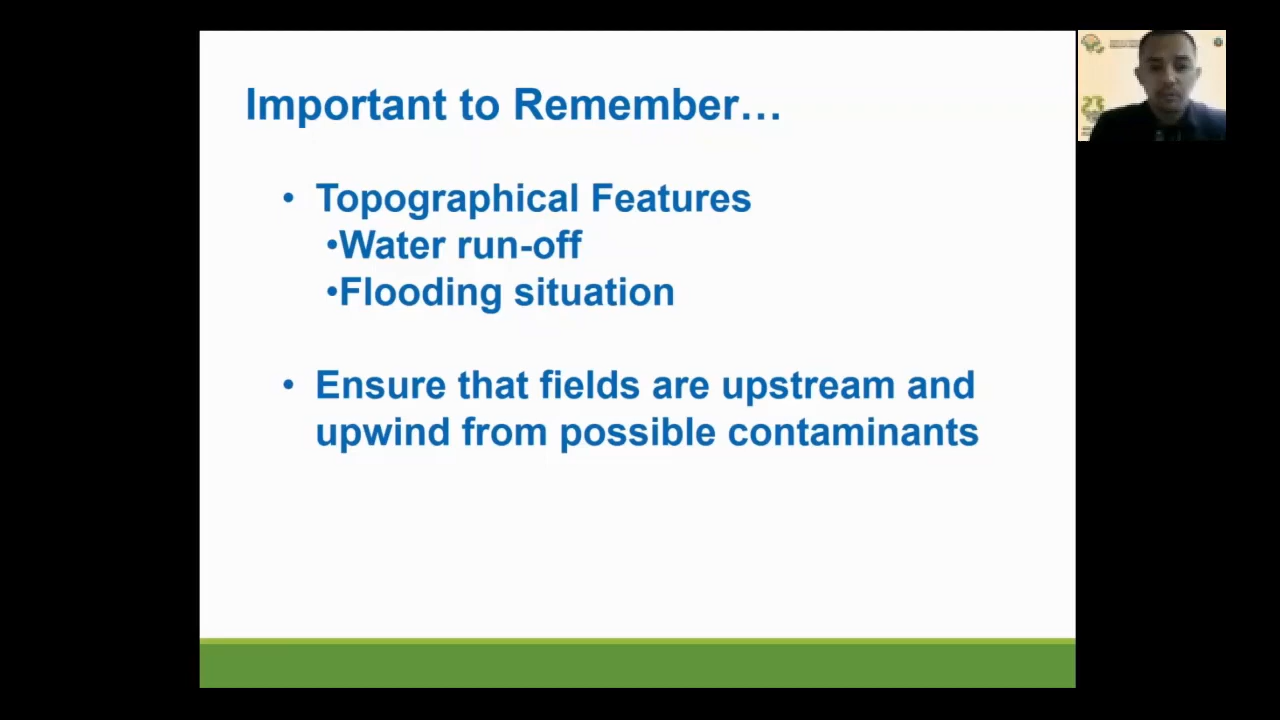 Important to Remember…
• Topographical Features
•Water run-off
•Flooding situation
• Ensure that fields are upstream and
upwind from possible contaminants